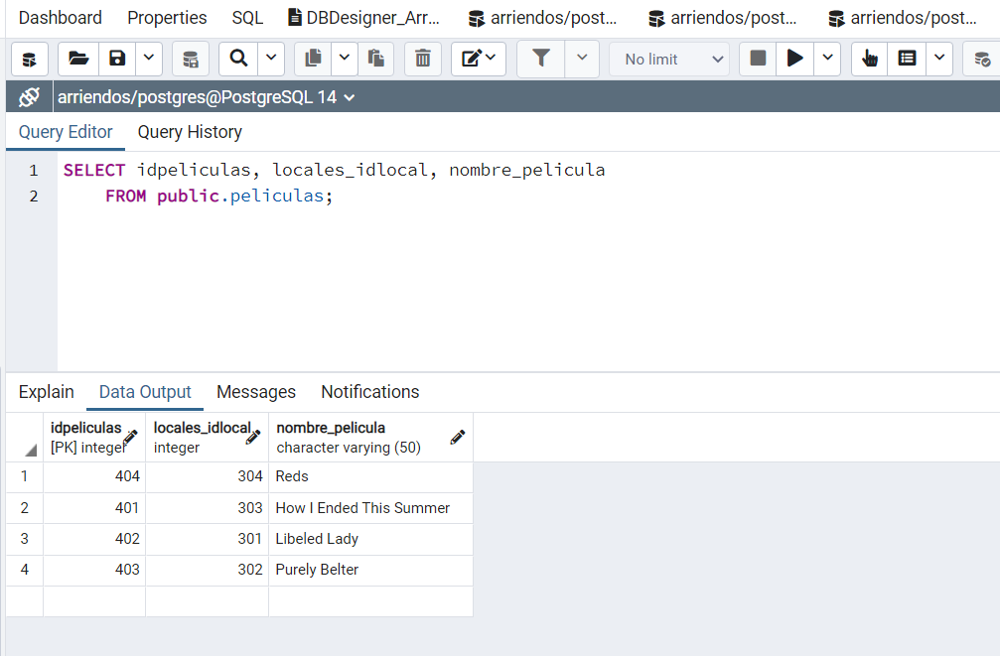 Dashboard Properties SQL DBDesigner_Arr... arriendos/post... arriendos/post... arriendos/post...
No limit
arriendos/postgres@PostgreSQL 14
Query Editor Query History
1 SELECT idpeliculas, locales_idlocal, nombre_pelicula
2 FROM public.peliculas;
Explain Data Output Messages Notifications
idpeliculas locales_idlocal nombre_pelicula
[PK] integer integer character varying (50)
1 404 304 Reds
2 401 303 How I Ended This Summer
3 402 301 Libeled Lady
4 403 302 Purely Belter